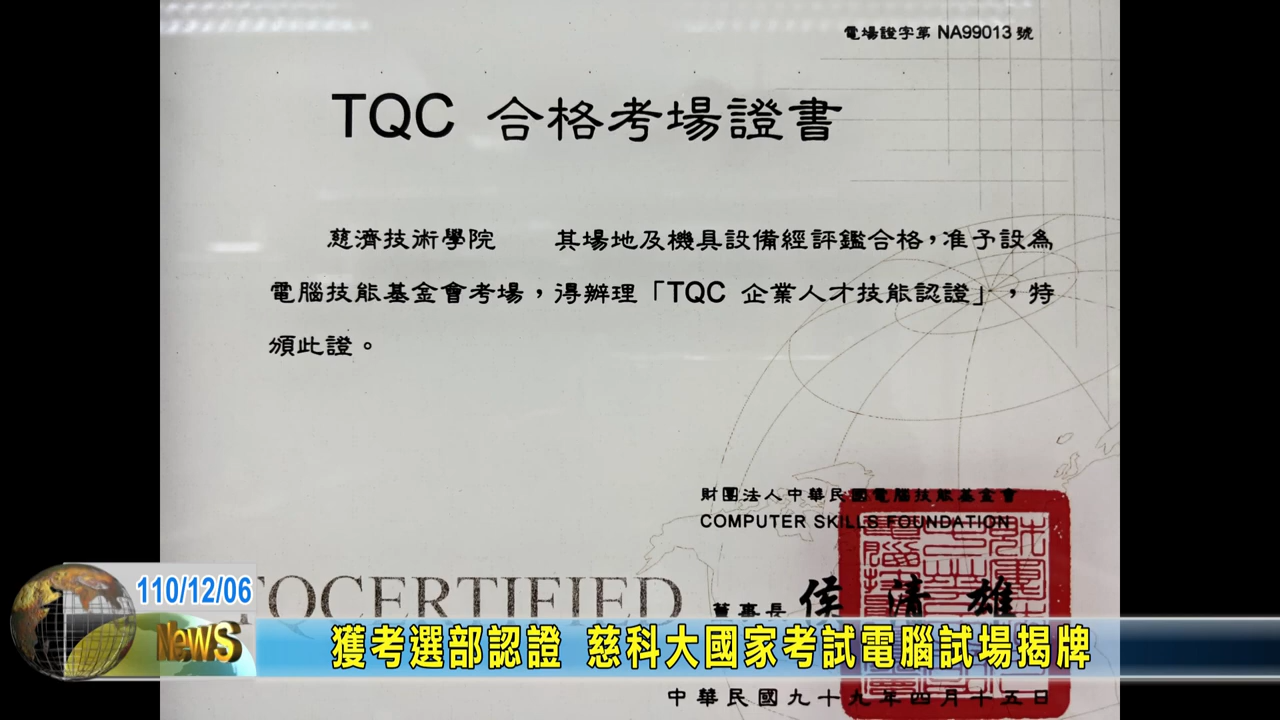 電場證字第 NA99013 號
TQC 合格考場證書
慈濟技術學院 其場地及機具設備經評鑑合格，准予設為
電腦技能基金會考場，得辦理「TQC 企業人才技能認證」，特
頒此證。
財團法人中華民國電腦技能基金會
COMPUTER SKILLS FOUNDATION
TQCERTIFIED
董事長 侯清雄
110/12/06
NewS
獲考選部認證 慈科大國家考試電腦試場揭牌
中華民國九十九年四月十五日